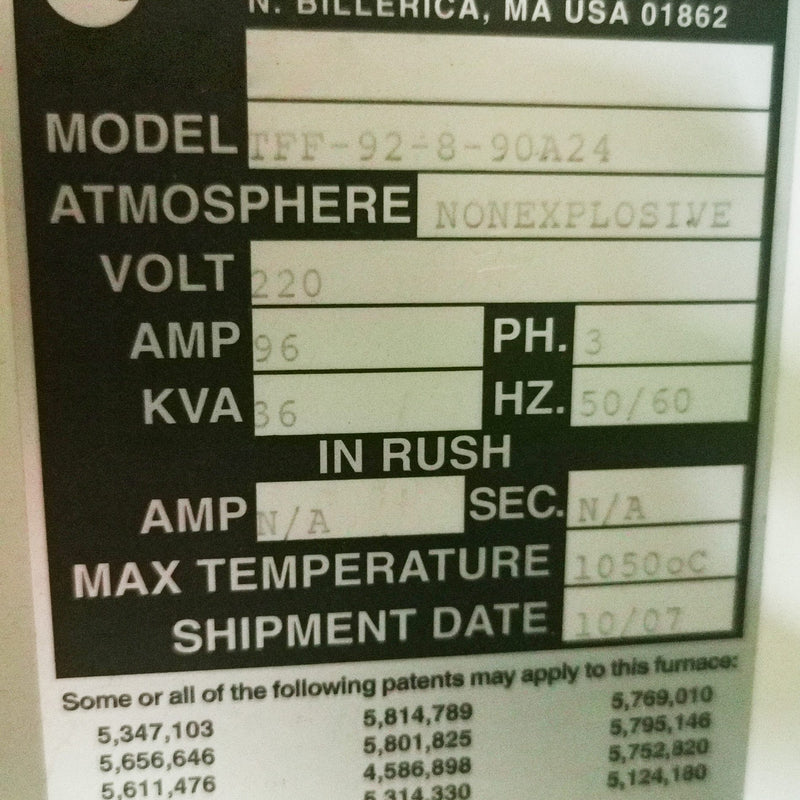 N. BILLERICA, MA USA 01862
MODEL TFF-92-8-90A24
ATMOSPHERE NONEXPLOSIVE
VOLT 220
AMP 96 PH. 3
KVA 36 HZ. 50/60
IN RUSH
AMP N/A SEC. N/A
MAX TEMPERATURE 1050oC
SHIPMENT DATE 10/07
Some or all of the following patents may apply to this furnace:
5,347,103 5,814,789 5,769,010
5,656,646 5,801,825 5,795,146
5,611,476 4,586,898 5,752,820
5,314,330 5,124,180